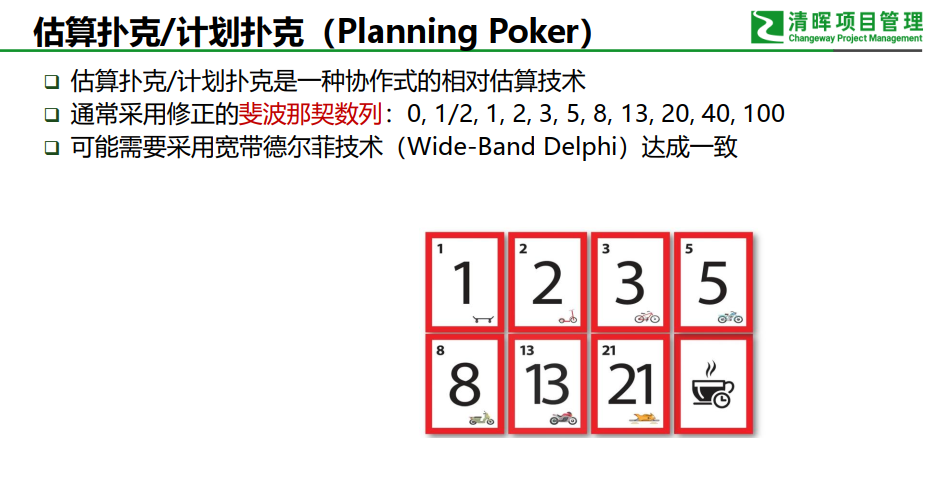 估算扑克/计划扑克（Planning Poker）
清晖项目管理
Changeway Project Management
估算扑克/计划扑克是一种协作式的相对估算技术
通常采用修正的斐波那契数列：0, 1/2, 1, 2, 3, 5, 8, 13, 20, 40, 100
可能需要采用宽带德尔菲技术（Wide-Band Delphi）达成一致
1 2 3 5
1 2 3 5
8 13 21
8 13 21